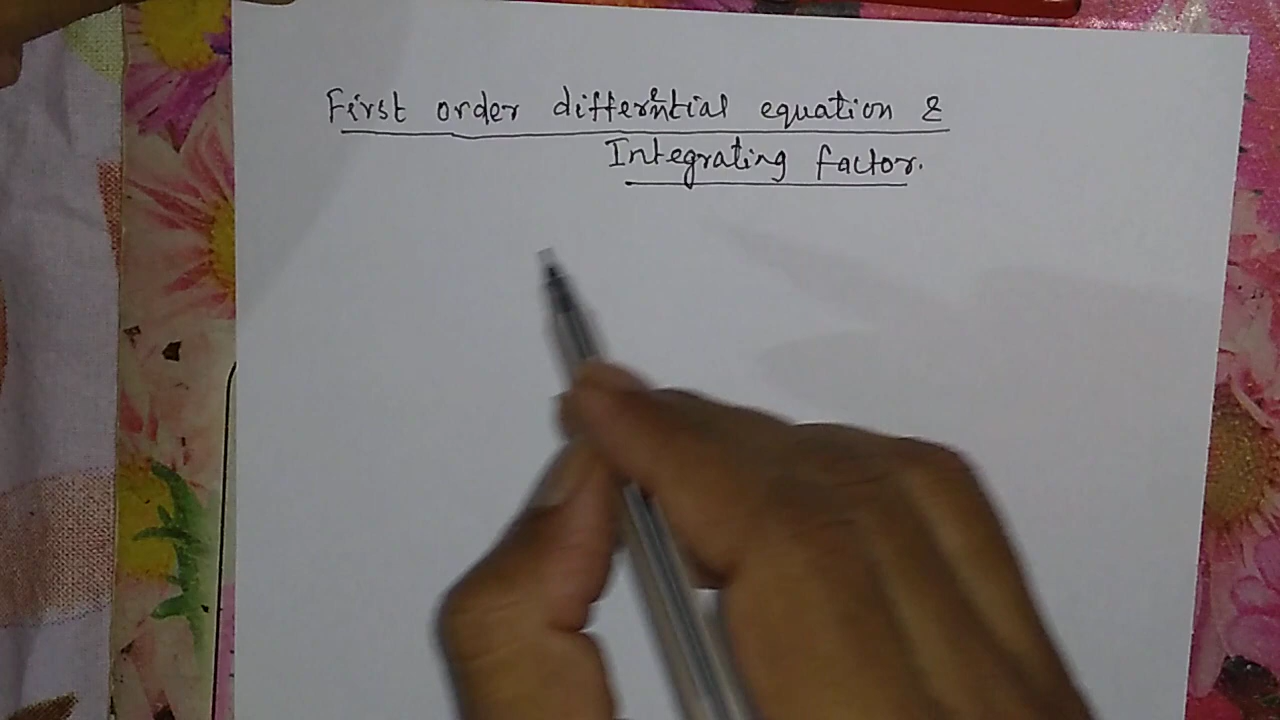 First order differential equation &
Integrating factor.